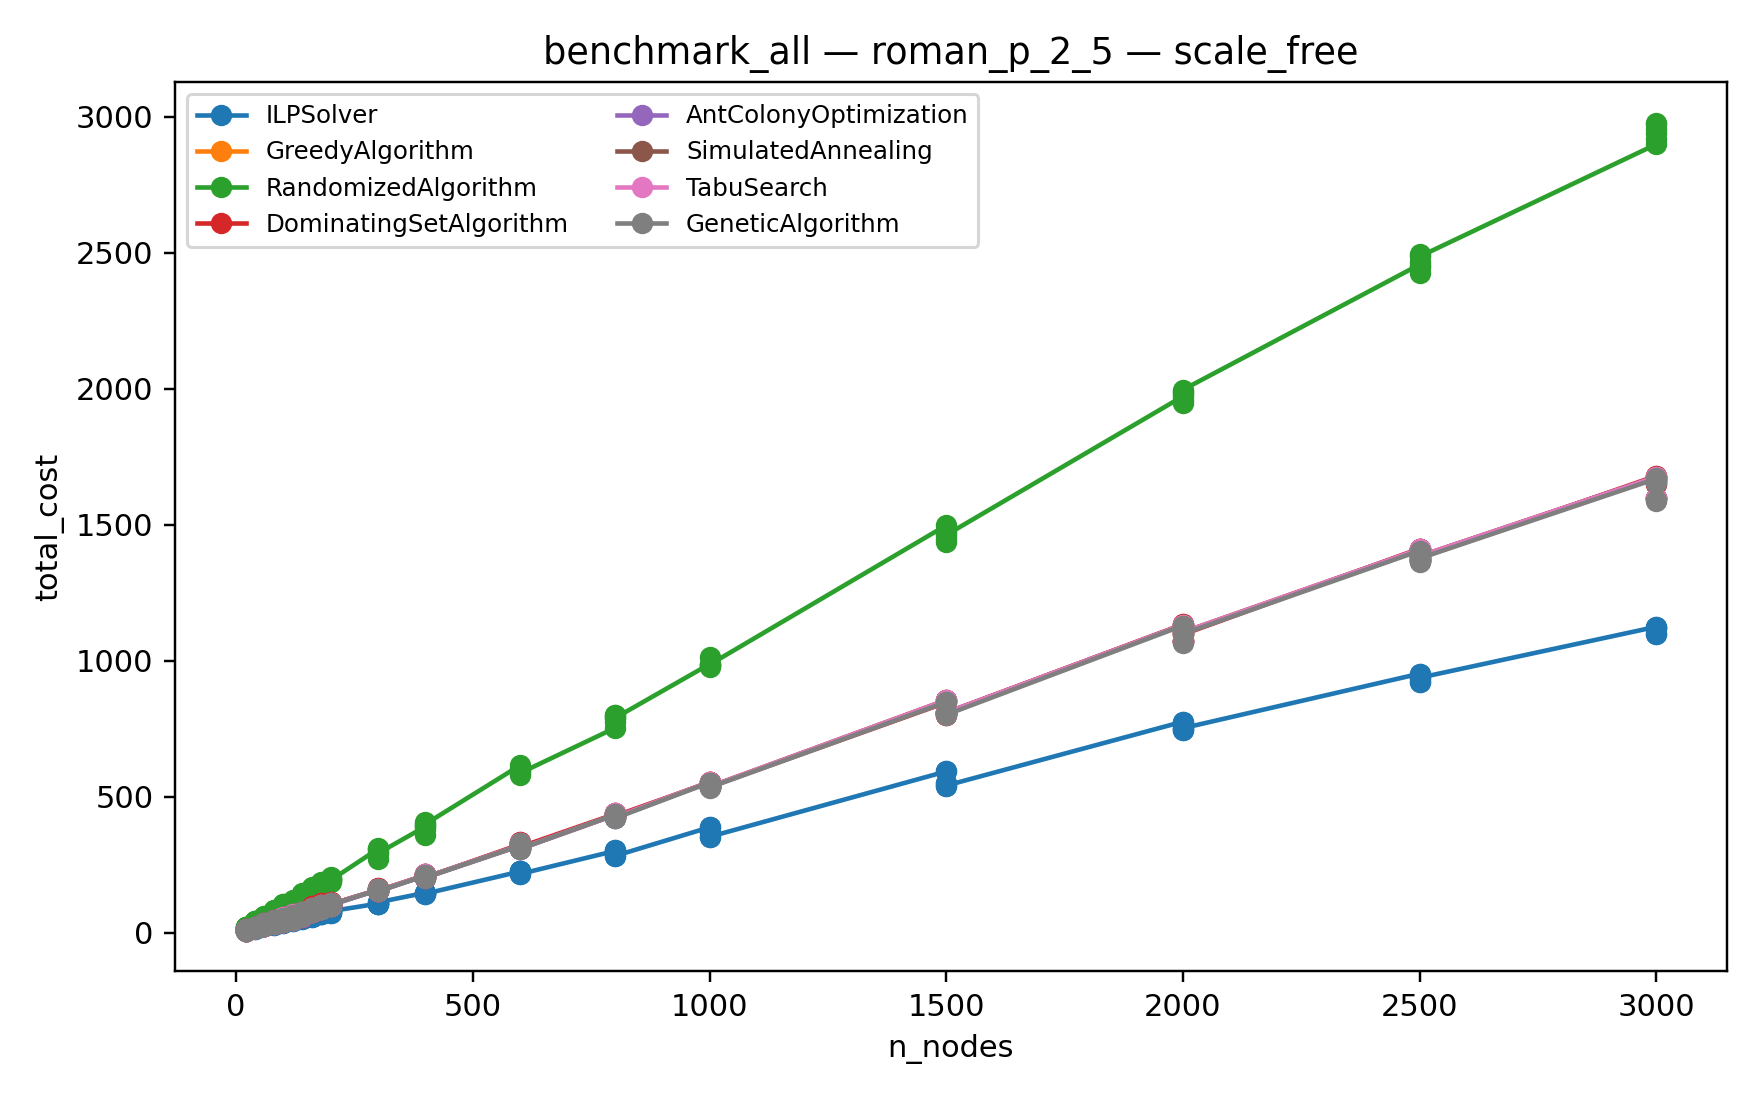 benchmark_all — roman_p_2_5 — scale_free
ILPSolver
GreedyAlgorithm
RandomizedAlgorithm
DominatingSetAlgorithm
AntColonyOptimization
SimulatedAnnealing
TabuSearch
GeneticAlgorithm
total_cost
3000
2500
2000
1500
1000
500
0
0
500
1000
1500
2000
2500
3000
n_nodes